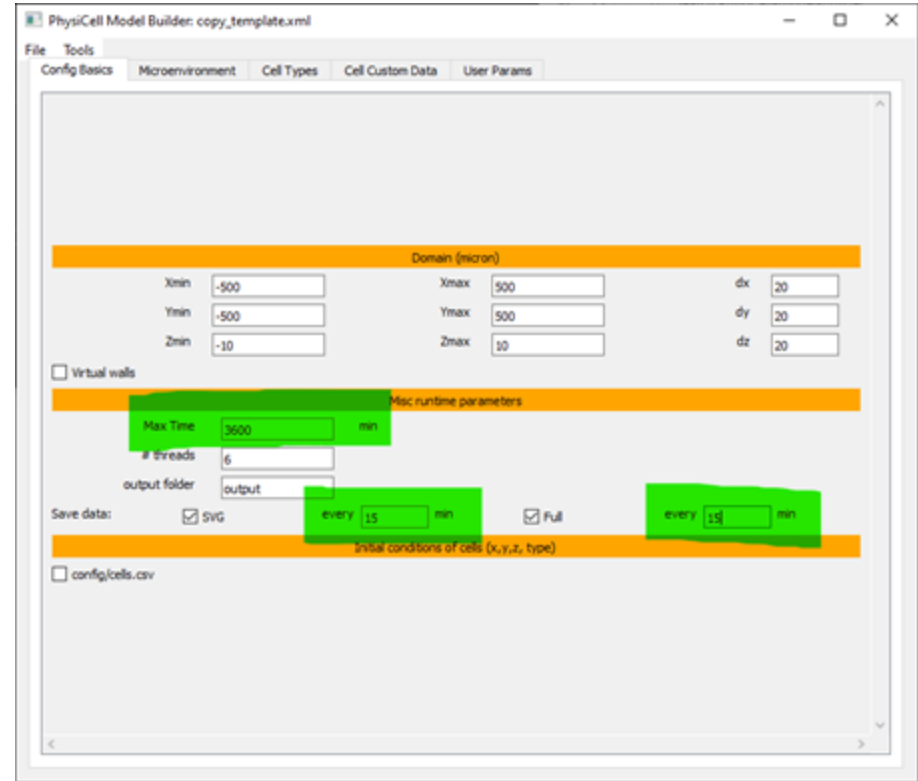 PhysiCell Model Builder: copy_template.xml
File Tools
Config Basics Microenvironment Cell Types Cell Custom Data User Params
Domain (micron)
Xmin -500 Xmax 500 dx 20
Ymin -500 Ymax 500 dy 20
Zmin -10 Zmax 10 dz 20
Virtual walls
Misc runtime parameters
Max Time 3600 min
# threads 6
output folder output
Save data: SVG every 15 min Full every 15 min
Initial conditions of cells (x,y,z, type)
config/cells.csv